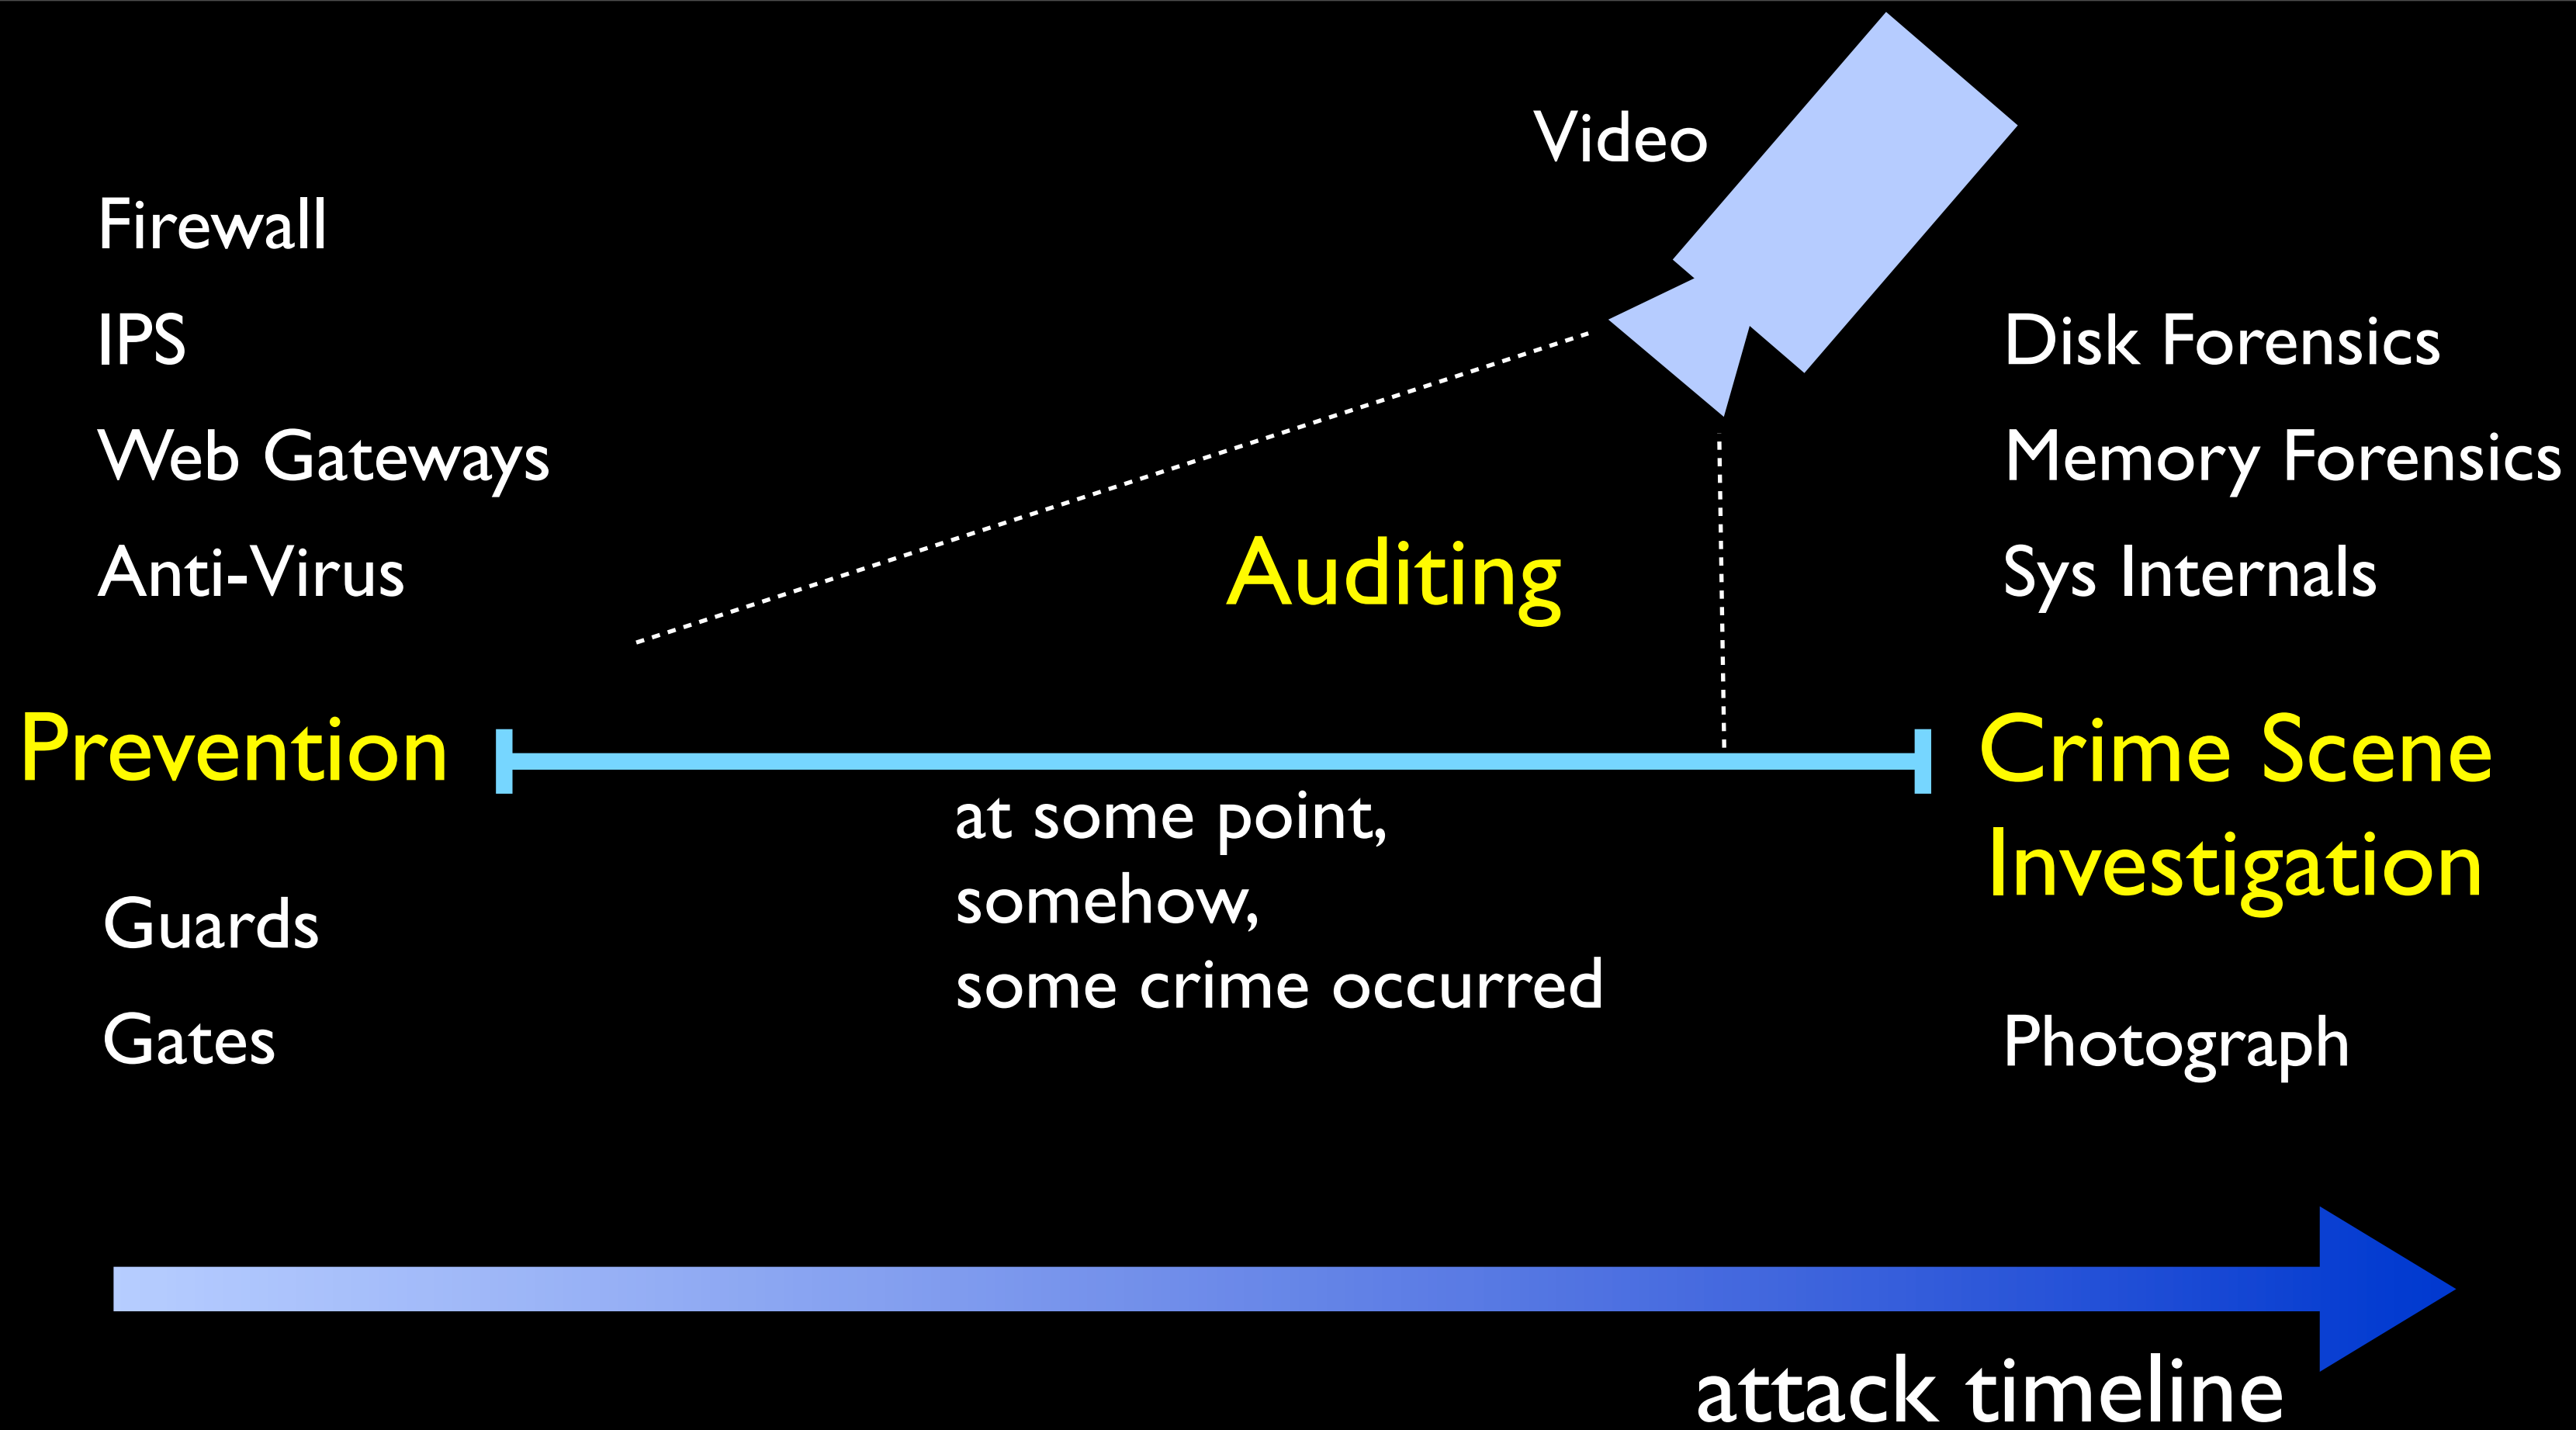 Video
Firewall
IPS
Web Gateways
Anti-Virus
Disk Forensics
Memory Forensics
Sys Internals
Auditing
Prevention
Crime Scene
Investigation
at some point,
somehow,
some crime occurred
Guards
Gates
Photograph
attack timeline